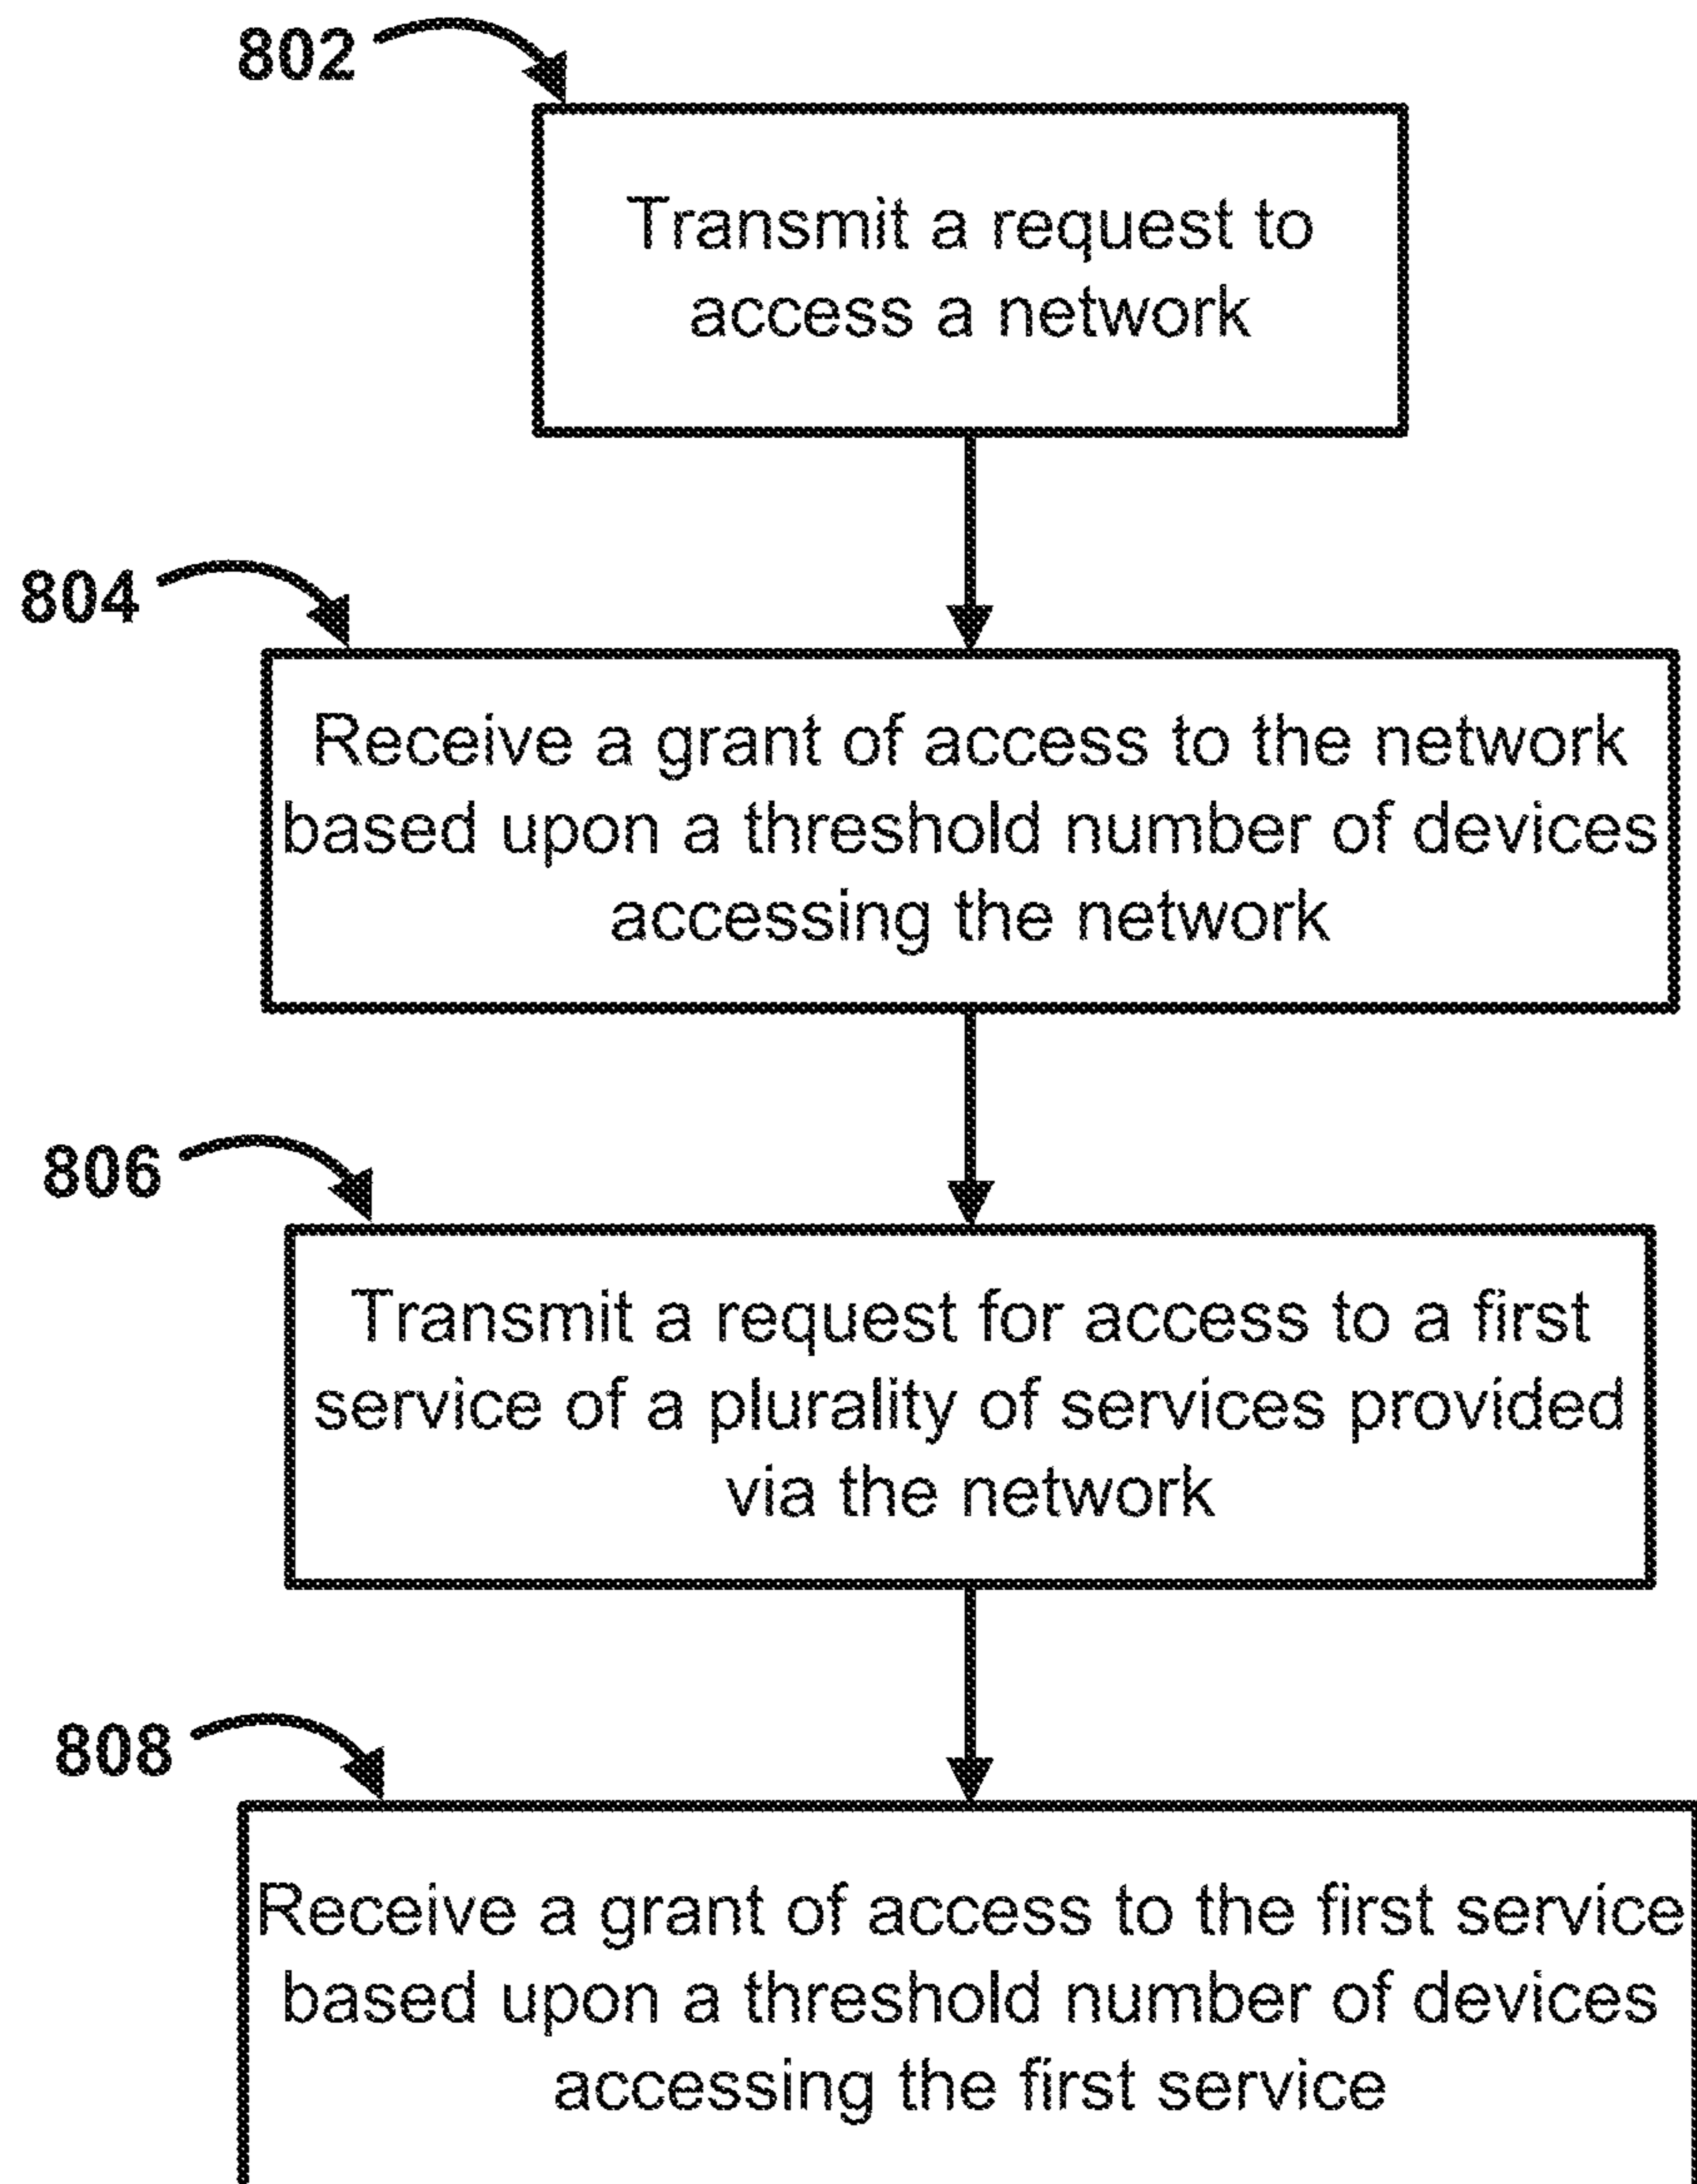 802
Transmit a request to
access a network
804
Receive a grant of access to the network
based upon a threshold number of devices
accessing the network
806
Transmit a request for access to a first
service of a plurality of services provided
via the network
808
Receive a grant of access to the first service
based upon a threshold number of devices
accessing the first service